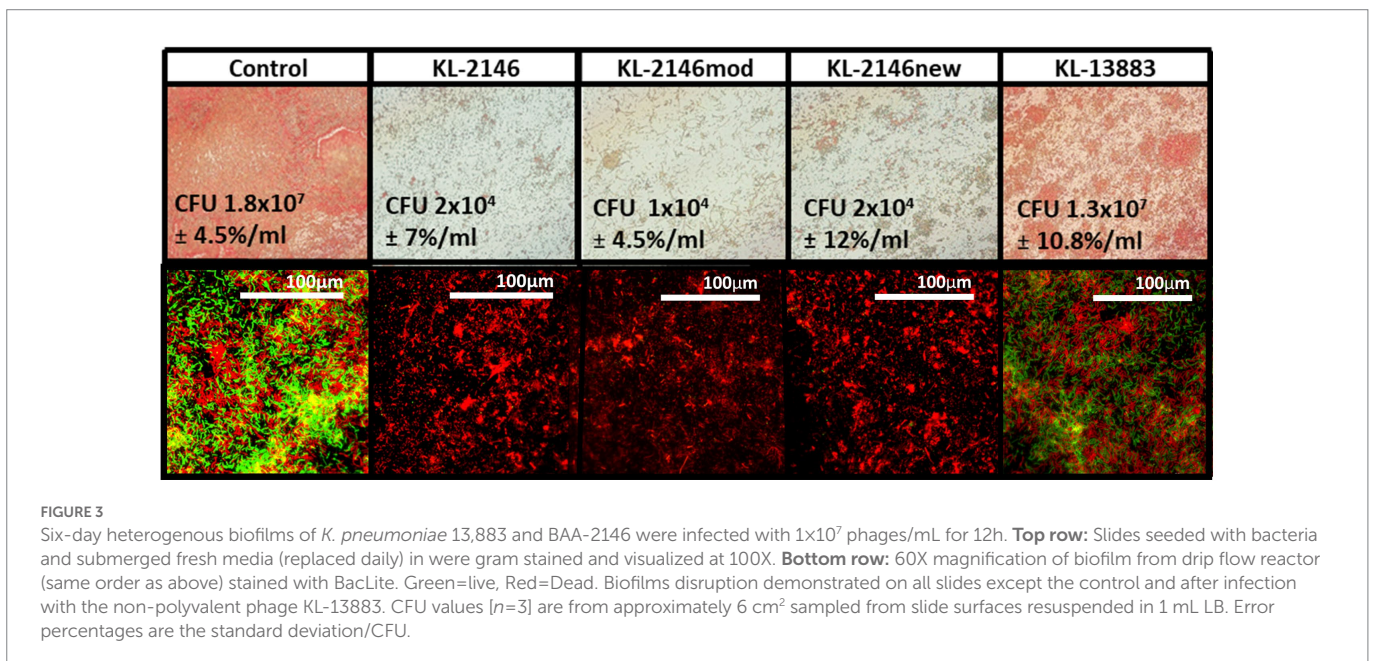 Control KL-2146 KL-2146mod KL-2146new KL-13883
CFU 1.8x10⁷
± 4.5%/ml
CFU 2x10⁴
± 7%/ml
CFU 1x10⁴
± 4.5%/ml
CFU 2x10⁴
± 12%/ml
CFU 1.3x10⁷
± 10.8%/ml
100μm 100μm 100μm 100μm 100μm
FIGURE 3
Six-day heterogenous biofilms of K. pneumoniae 13,883 and BAA-2146 were infected with 1×10⁷ phages/mL for 12h. Top row: Slides seeded with bacteria
and submerged fresh media (replaced daily) in were gram stained and visualized at 100X. Bottom row: 60X magnification of biofilm from drip flow reactor
(same order as above) stained with BacLite. Green=live, Red=Dead. Biofilms disruption demonstrated on all slides except the control and after infection
with the non-polyvalent phage KL-13883. CFU values [n=3] are from approximately 6 cm² sampled from slide surfaces resuspended in 1 mL LB. Error
percentages are the standard deviation/CFU.